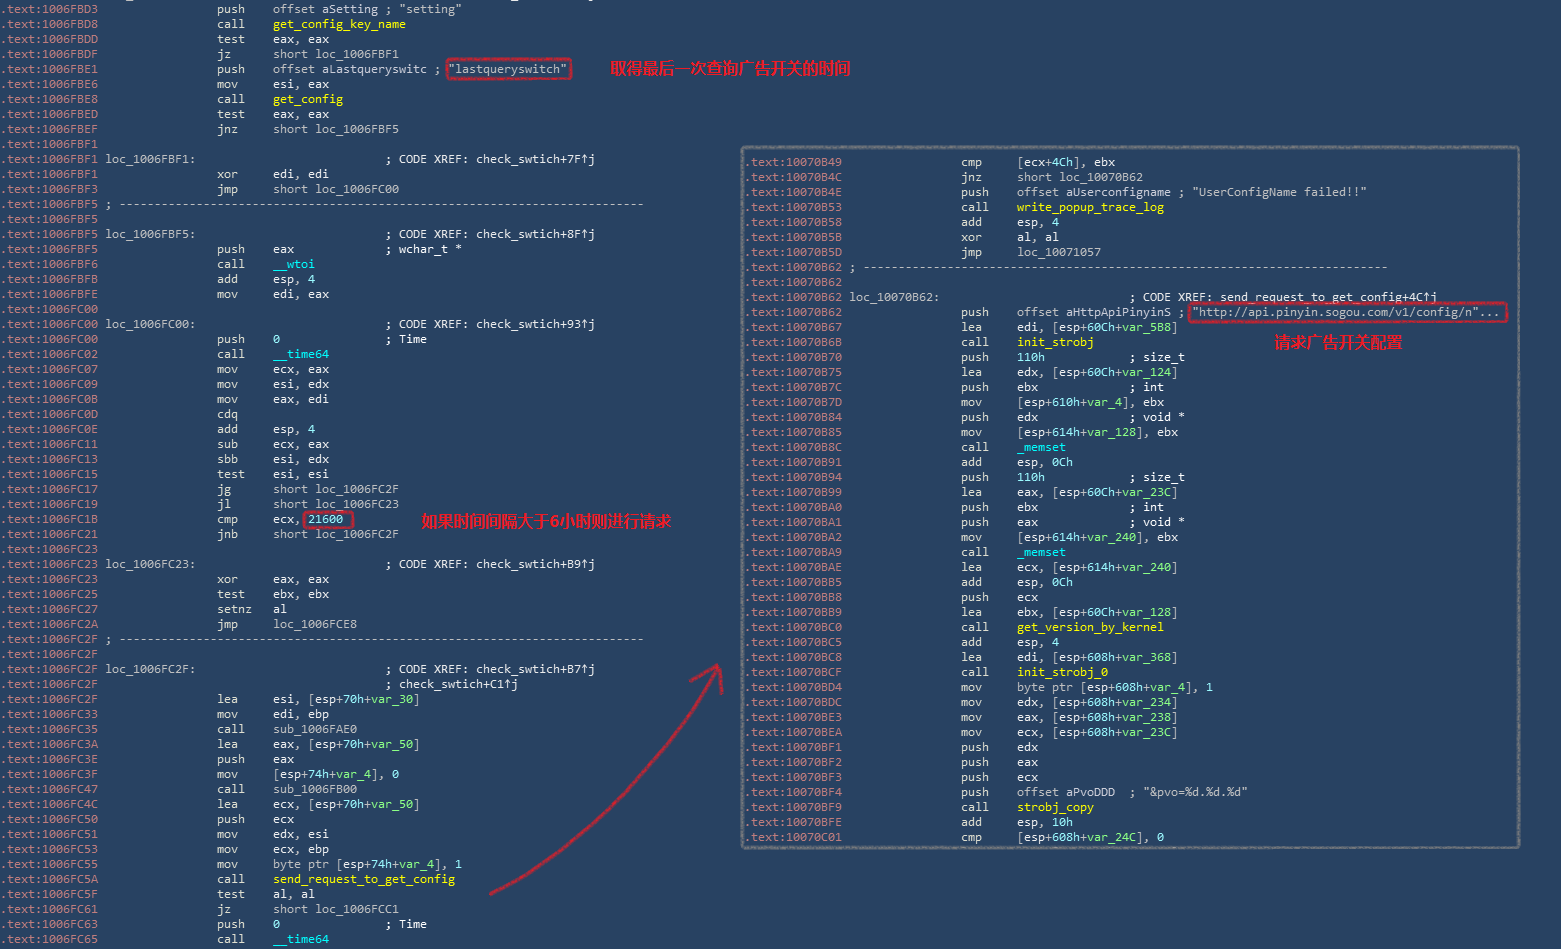 .text:1006FBD3 push offset aSetting ; "setting"
.text:1006FBD8 call get_config_key_name
.text:1006FBDD test eax, eax
.text:1006FBDF jz short loc_1006FBF1
.text:1006FBE1 push offset aLastqueryswitc ; "lastqueryswitch" 取得最后一次查询广告开关的时间
.text:1006FBE6 mov esi, eax
.text:1006FBE8 call get_config
.text:1006FBED test eax, eax
.text:1006FBEF jnz short loc_1006FBF5
.text:1006FBF1
.text:1006FBF1 loc_1006FBF1: ; CODE XREF: check_swtich+7F↑j
.text:1006FBF1 xor edi, edi
.text:1006FBF3 jmp short loc_1006FC00
.text:1006FBF5 ; ---------------------------------------------------------------------------
.text:1006FBF5
.text:1006FBF5 loc_1006FBF5: ; CODE XREF: check_swtich+8F↑j
.text:1006FBF5 push eax ; wchar_t *
.text:1006FBF6 call __wtoi
.text:1006FBFB add esp, 4
.text:1006FBFE mov edi, eax
.text:1006FC00
.text:1006FC00 loc_1006FC00: ; CODE XREF: check_swtich+93↑j
.text:1006FC00 push 0 ; Time
.text:1006FC02 call __time64
.text:1006FC07 mov ecx, eax
.text:1006FC09 mov esi, edx
.text:1006FC0B mov eax, edi
.text:1006FC0D cdq
.text:1006FC0E add esp, 4
.text:1006FC11 sub ecx, eax
.text:1006FC13 sbb esi, edx
.text:1006FC15 test esi, esi
.text:1006FC17 jg short loc_1006FC2F
.text:1006FC19 jl short loc_1006FC23
.text:1006FC1B cmp ecx, 21600 如果时间间隔大于6小时则进行请求
.text:1006FC21 jnb short loc_1006FC2F
.text:1006FC23
.text:1006FC23 loc_1006FC23: ; CODE XREF: check_swtich+B9↑j
.text:1006FC23 xor eax, eax
.text:1006FC25 test ebx, ebx
.text:1006FC27 setnz al
.text:1006FC2A jmp loc_1006FCE8
.text:1006FC2F ; ---------------------------------------------------------------------------
.text:1006FC2F
.text:1006FC2F loc_1006FC2F: ; CODE XREF: check_swtich+B7↑j
.text:1006FC2F ; check_swtich+C1↑j
.text:1006FC2F lea esi, [esp+70h+var_30]
.text:1006FC33 mov edi, ebp
.text:1006FC35 call sub_1006FAE0
.text:1006FC3A lea eax, [esp+70h+var_50]
.text:1006FC3E push eax
.text:1006FC3F mov [esp+74h+var_4], 0
.text:1006FC47 call sub_1006FB00
.text:1006FC4C lea ecx, [esp+70h+var_50]
.text:1006FC50 push ecx
.text:1006FC51 mov edx, esi
.text:1006FC53 mov ecx, ebp
.text:1006FC55 mov byte ptr [esp+74h+var_4], 1
.text:1006FC5A call send_request_to_get_config
.text:1006FC5F test al, al
.text:1006FC61 jz short loc_1006FCC1
.text:1006FC63 push 0 ; Time
.text:1006FC65 call __time64
.text:10070B49 cmp [ecx+4Ch], ebx
.text:10070B4C jnz short loc_10070B62
.text:10070B4E push offset aUserconfigname ; "UserConfigName failed!!"
.text:10070B53 call write_popup_trace_log
.text:10070B58 add esp, 4
.text:10070B5B xor al, al
.text:10070B5D jmp loc_10071057
.text:10070B62 ; ---------------------------------------------------------------------------
.text:10070B62
.text:10070B62 loc_10070B62: ; CODE XREF: send_request_to_get_config+4C↑j
.text:10070B62 push offset aHttpApiPinyinS ; "http://api.pinyin.sogou.com/v1/config/n"...
.text:10070B67 lea edi, [esp+60Ch+var_5B8]
.text:10070B6B call init_strobj 请求广告开关配置
.text:10070B70 push 110h ; size_t
.text:10070B75 lea edx, [esp+60Ch+var_124]
.text:10070B7C push ebx ; int
.text:10070B7D mov [esp+610h+var_4], ebx
.text:10070B84 push edx ; void *
.text:10070B85 mov [esp+614h+var_128], ebx
.text:10070B8C call _memset
.text:10070B91 add esp, 0Ch
.text:10070B94 push 110h ; size_t
.text:10070B99 lea eax, [esp+60Ch+var_23C]
.text:10070BA0 push ebx ; int
.text:10070BA1 push eax ; void *
.text:10070BA2 mov [esp+614h+var_240], ebx
.text:10070BA9 call _memset
.text:10070BAE lea ecx, [esp+614h+var_240]
.text:10070BB5 add esp, 0Ch
.text:10070BB8 push ecx
.text:10070BB9 lea ebx, [esp+60Ch+var_128]
.text:10070BC0 call get_version_by_kernel
.text:10070BC5 add esp, 4
.text:10070BC8 lea edi, [esp+608h+var_368]
.text:10070BCF call init_strobj_0
.text:10070BD4 mov byte ptr [esp+608h+var_4], 1
.text:10070BDC mov edx, [esp+608h+var_234]
.text:10070BE3 mov eax, [esp+608h+var_238]
.text:10070BEA mov ecx, [esp+608h+var_23C]
.text:10070BF1 push edx
.text:10070BF2 push eax
.text:10070BF3 push ecx
.text:10070BF4 push offset aPvoDDD ; "&pvo=%d.%d.%d"
.text:10070BF9 call strobj_copy
.text:10070BFE add esp, 10h
.text:10070C01 cmp [esp+608h+var_24C], 0